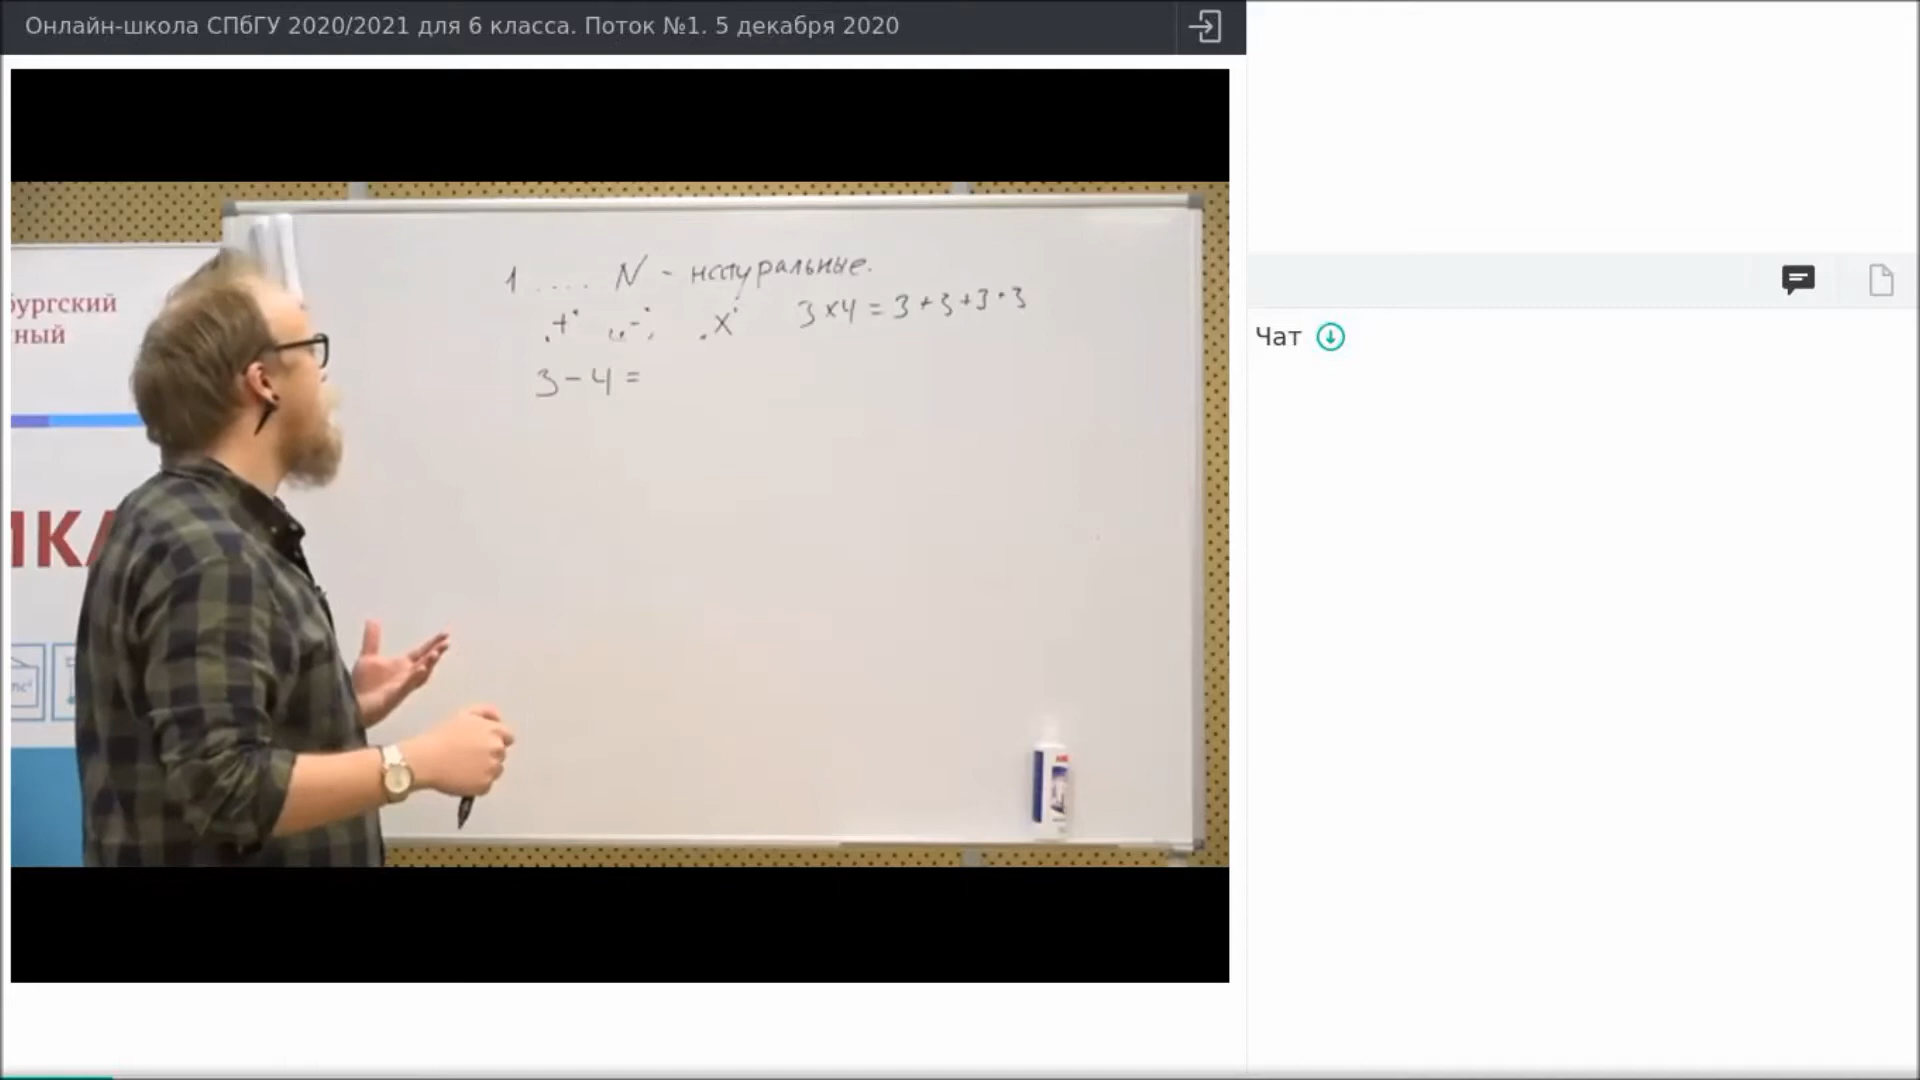 Онлайн-школа СПбГУ 2020/2021 для 6 класса. Поток №1. 5 декабря 2020
Чат
бургский
ный
ИКА
1 .... N - натуральные.
"+" "-", "x" 3x4 = 3+3+3+3
3-4=